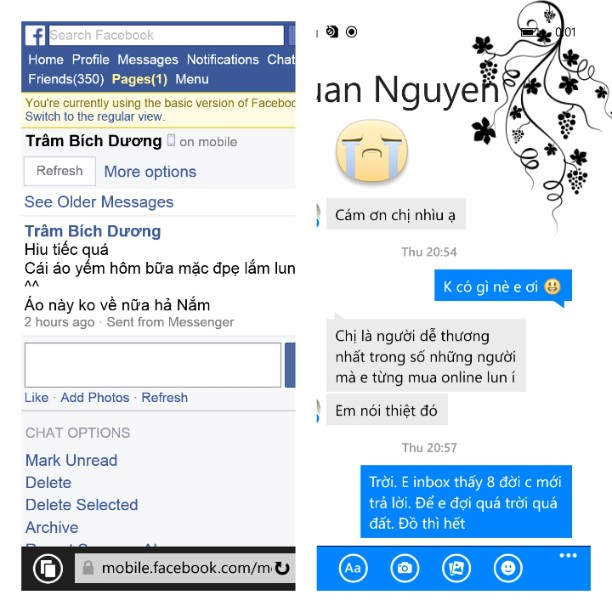 f Search Facebook
Home Profile Messages Notifications Chat
Friends(350) Pages(1) Menu
You're currently using the basic version of
Switch to the regular view.
Trâm Bích Dương on mobile
Refresh More options
See Older Messages
Trâm Bích Dương
Hiu tiếc quá
Cái áo yếm hôm bữa mặc đpẹ lắm lun
^^
Áo này ko về nữa hả Nắm
2 hours ago · Sent from Messenger
Like · Add Photos · Refresh
CHAT OPTIONS
Mark Unread
Delete
Delete Selected
Archive
mobile.facebook.com/m
0:01
uan Nguyen
Cám ơn chị nhìu ạ
Thu 20:54
K có gì nè e ơi
Chị là người dễ thương
nhất trong số những người
mà e từng mua online lun í
Em nói thiệt đó
Thu 20:57
Trời. E inbox thấy 8 đời c mới
trả lời. Để e đợi quá trời quá
đất. Đồ thì hết
Aa